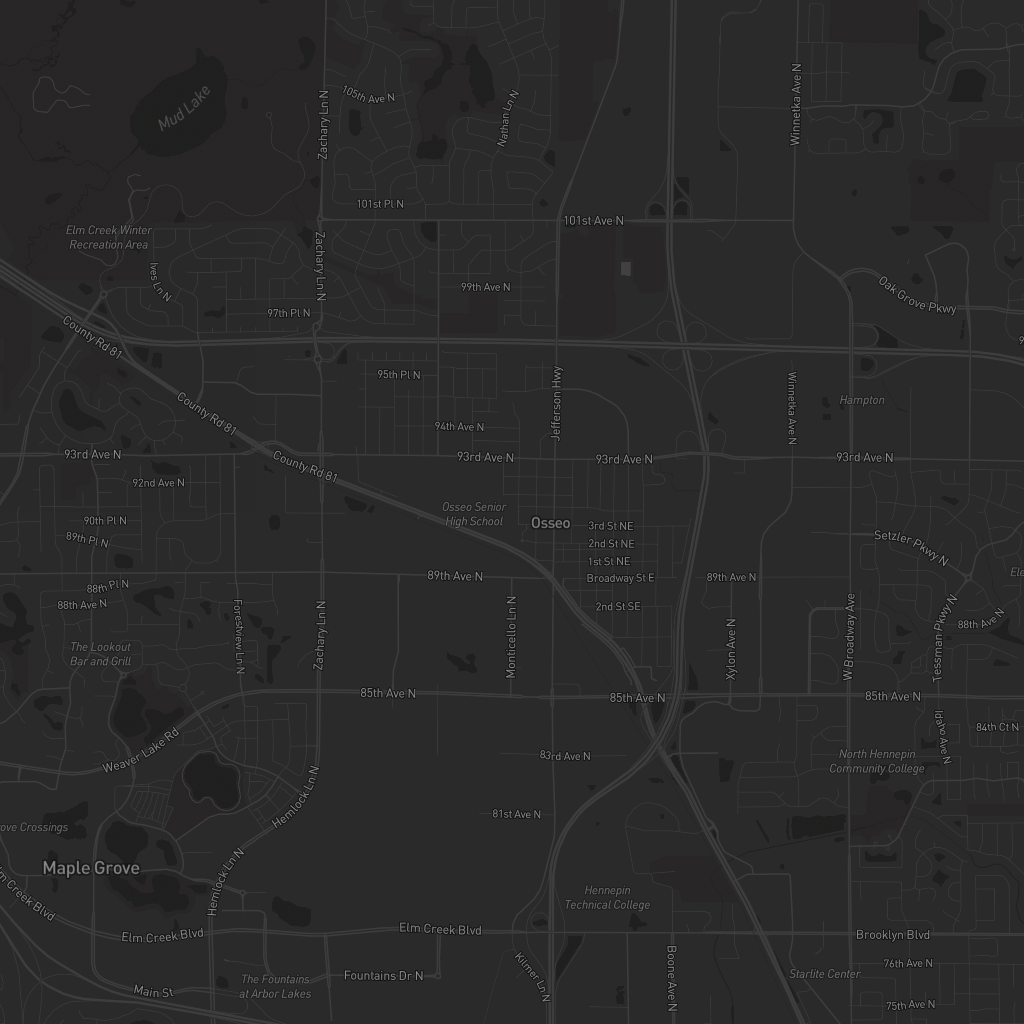 105th Ave N
Mud Lake
Zachary Ln N
Nathan Ln N
Winnetka Ave N
101st Pl N
101st Ave N
Elm Creek Winter
Recreation Area
Ives Ln N
Zachary Ln N
99th Ave N
Oak Grove Pkwy
97th Pl N
County Rd 81
95th Pl N
County Rd 81
Jefferson Hwy
Winnetka Ave N
Hampton
94th Ave N
93rd Ave N
County Rd 81
93rd Ave N
93rd Ave N
93rd Ave N
92nd Ave N
Osseo Senior
High School
90th Pl N
Osseo
3rd St NE
89th Pl N
2nd St NE
Setzler Pkwy N
1st St NE
89th Ave N
Broadway St E
89th Ave N
Ele
88th Pl N
88th Ave N
2nd St SE
Forestview Ln N
Zachary Ln N
Monticello Ln N
Xylon Ave N
W Broadway Ave
Tessman Pkwy N
88th Ave N
The Lookout
Bar and Grill
85th Ave N
85th Ave N
85th Ave N
Idaho Ave N
84th Ct N
Weaver Lake Rd
83rd Ave N
North Hennepin
Community College
Hemlock Ln N
81st Ave N
ove Crossings
Maple Grove
Hemlock Ln N
lm Creek Blvd
Hennepin
Technical College
Elm Creek Blvd
Elm Creek Blvd
Brooklyn Blvd
76th Ave N
Kilmer Ln N
Boone Ave N
Starlite Center
Fountains Dr N
The Fountains
at Arbor Lakes
Main St
75th Ave N